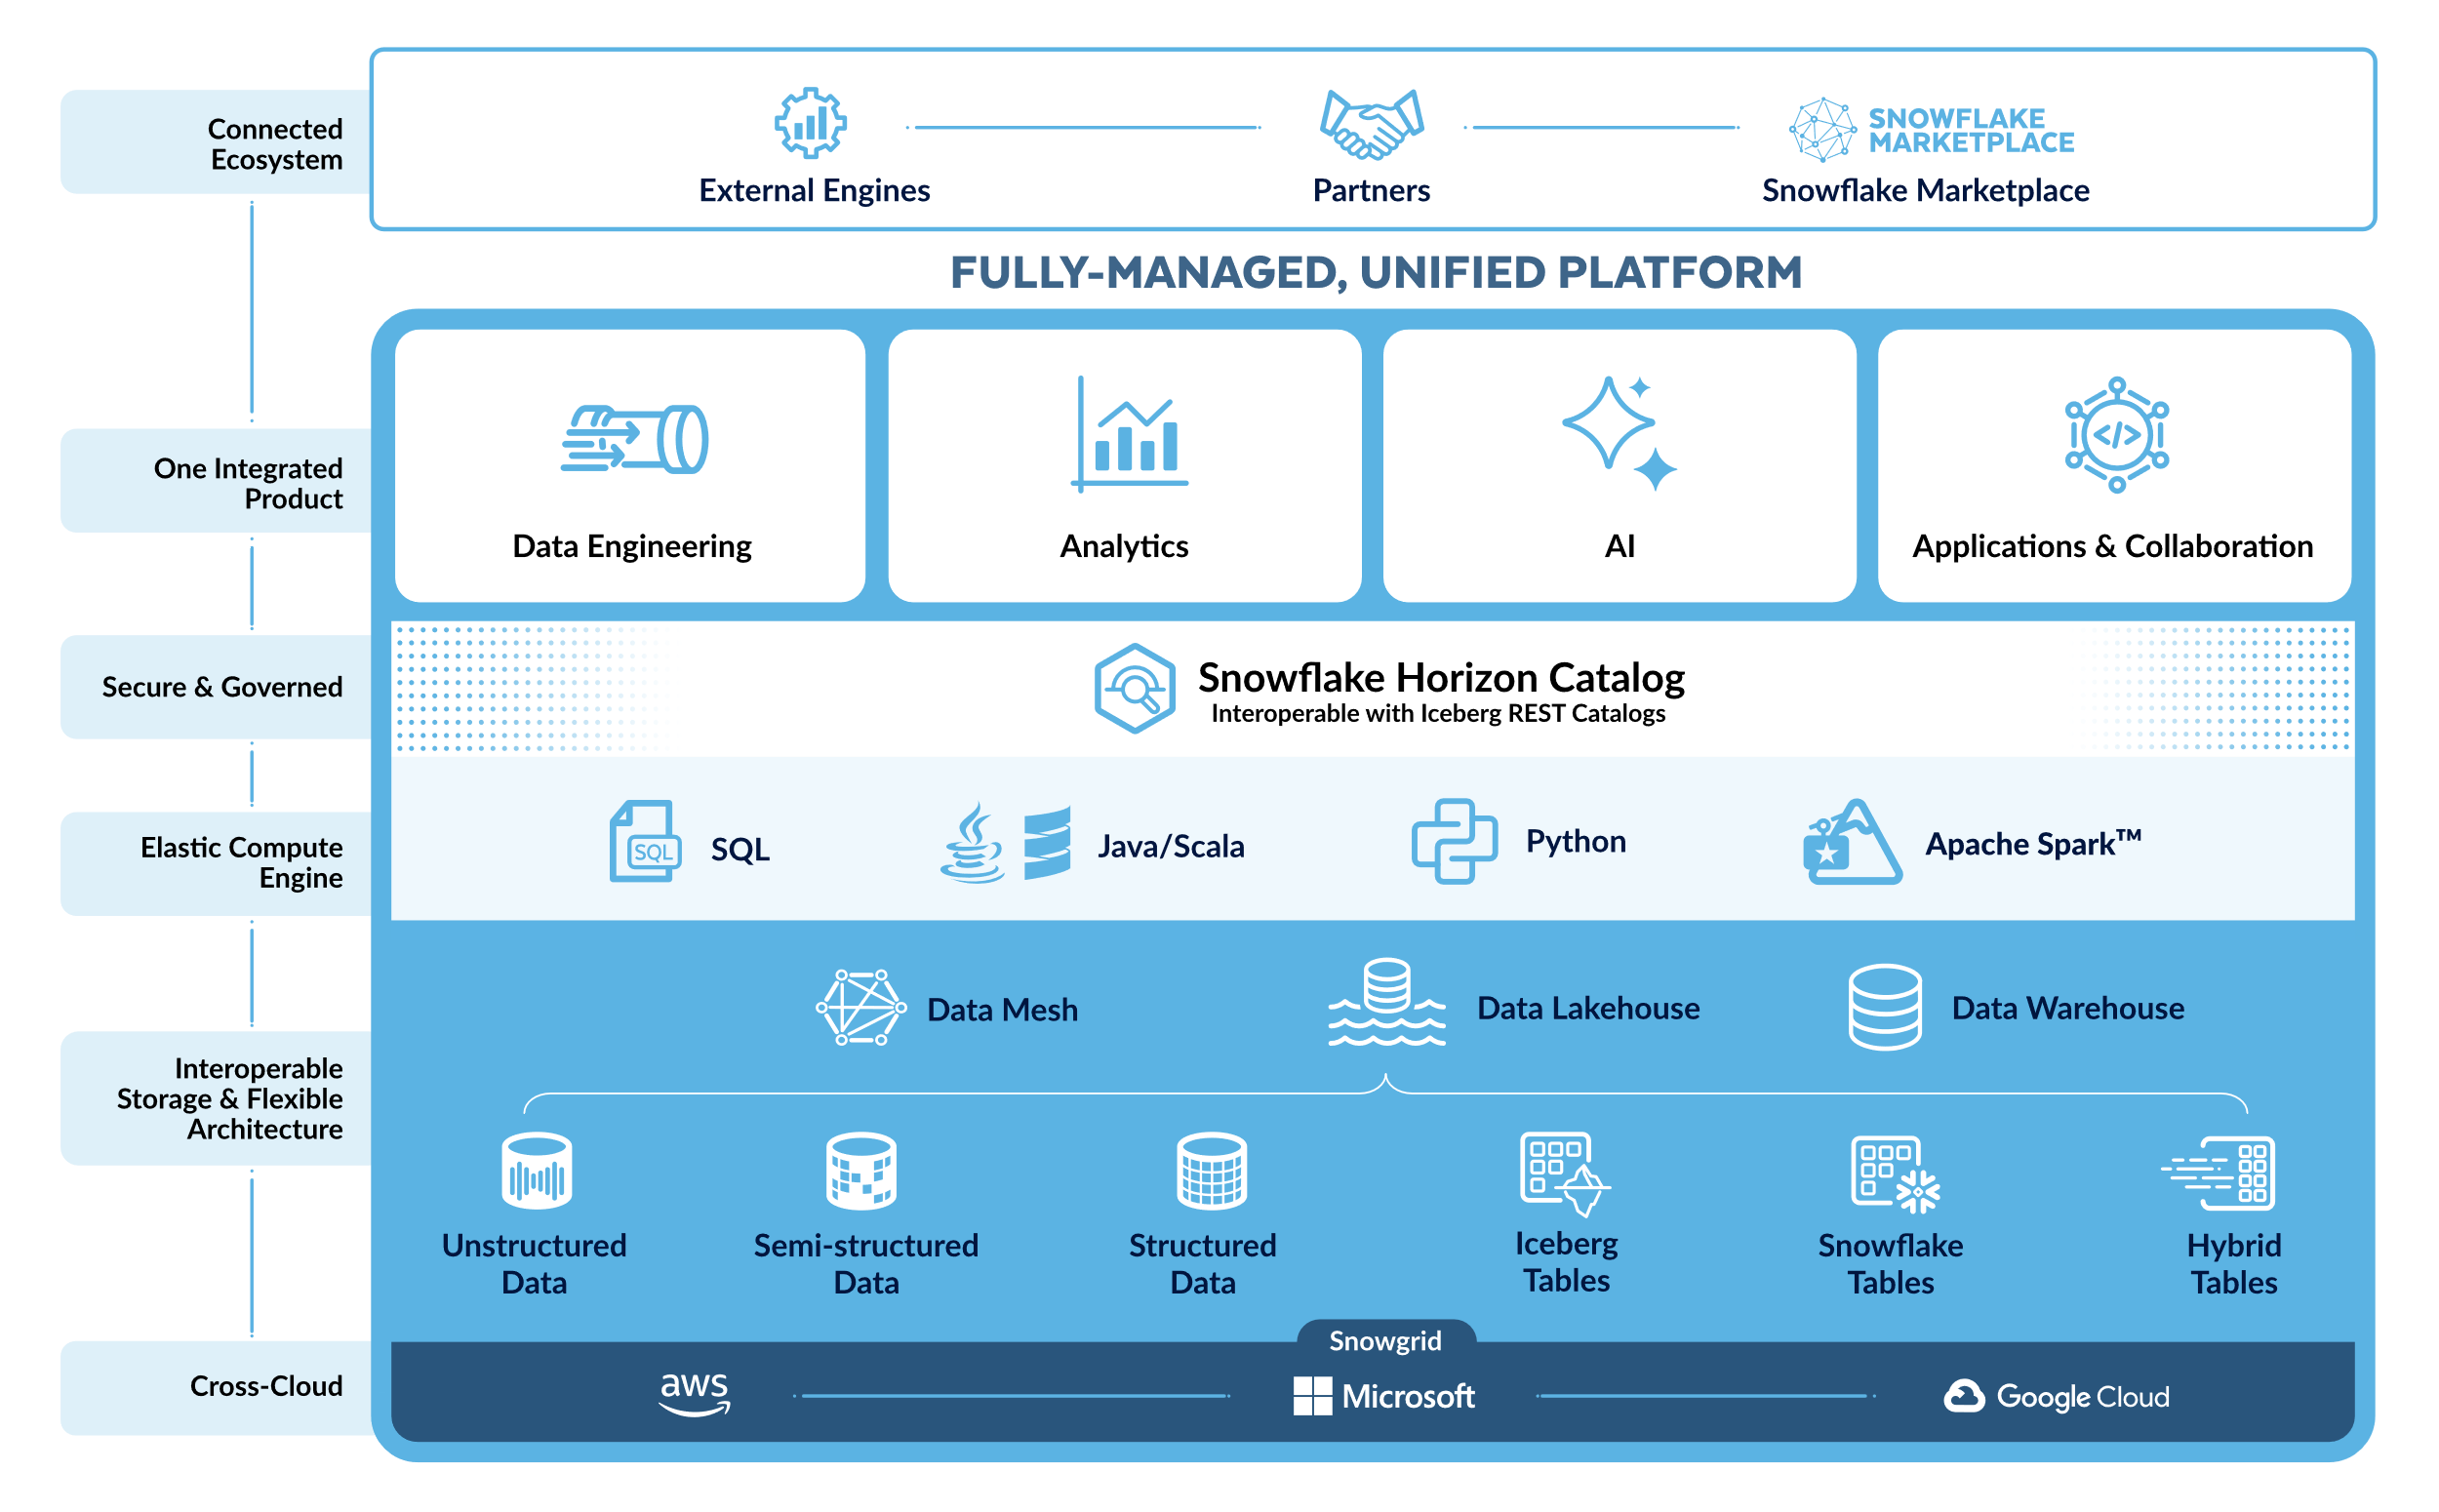 Connected
Ecosystem
External Engines
Partners
SNOWFLAKE
MARKETPLACE
Snowflake Marketplace
FULLY-MANAGED, UNIFIED PLATFORM
One Integrated
Product
Data Engineering
Analytics
AI
Applications & Collaboration
Secure & Governed
Snowflake Horizon Catalog
Interoperable with Iceberg REST Catalogs
Elastic Compute
Engine
SQL
SQL
Java/Scala
Python
Apache Spark™
Interoperable
Storage & Flexible
Architecture
Data Mesh
Data Lakehouse
Data Warehouse
Unstructured
Data
Semi-structured
Data
Structured
Data
Iceberg
Tables
Snowflake
Tables
Hybrid
Tables
Snowgrid
Cross-Cloud
aws
Microsoft
Google Cloud